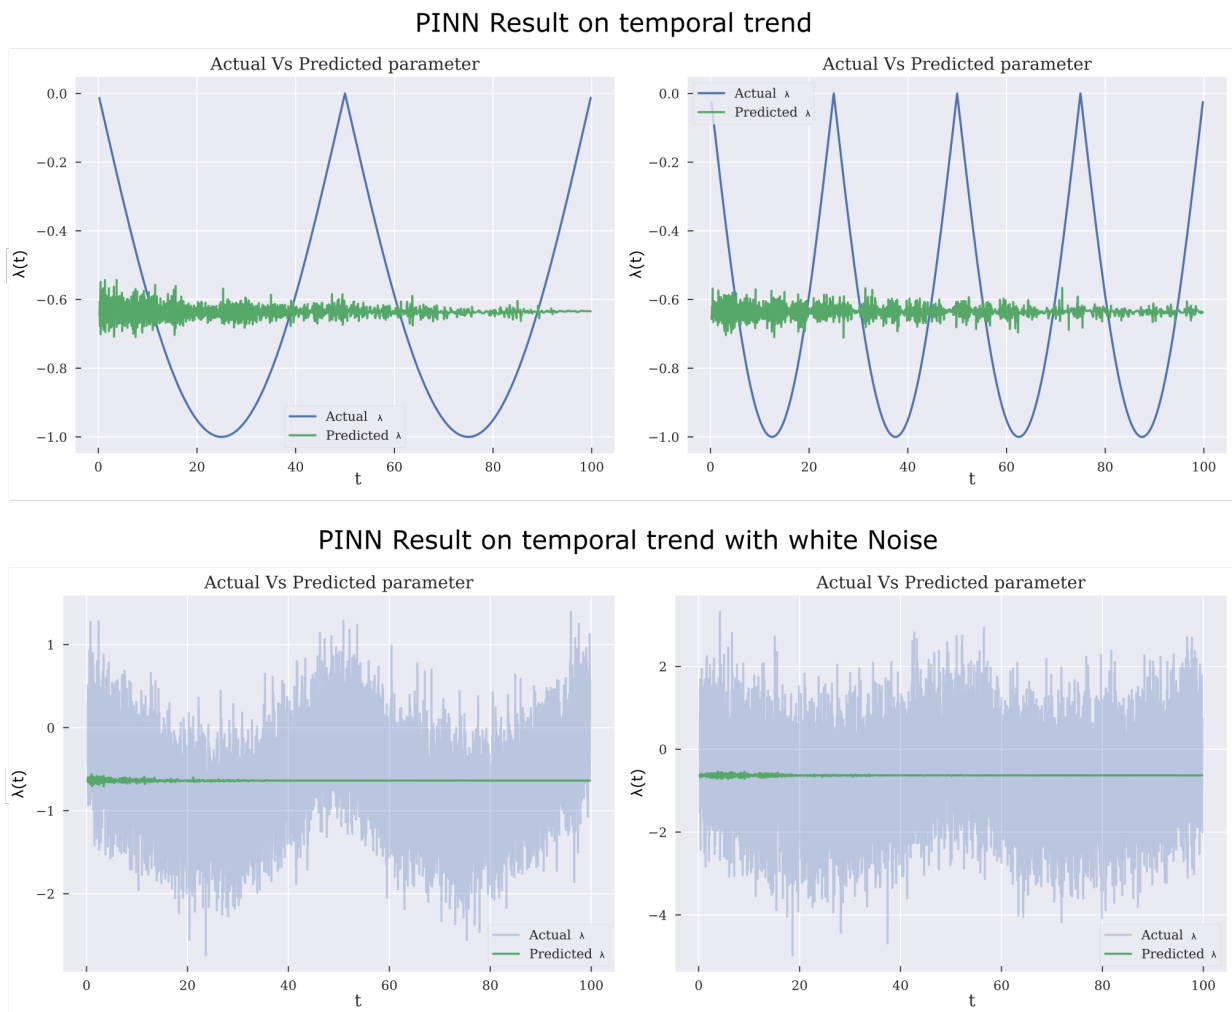 PINN Result on temporal trend
Actual Vs Predicted parameter
Actual Vs Predicted parameter
0.0
−0.2
−0.4
−0.6
−0.8
−1.0
λ(t)
Actual λ
Predicted λ
0 20 40 60 80 100
t
0.0
−0.2
−0.4
−0.6
−0.8
−1.0
λ(t)
Actual λ
Predicted λ
0 20 40 60 80 100
t
PINN Result on temporal trend with white Noise
Actual Vs Predicted parameter
Actual Vs Predicted parameter
1
0
−1
−2
λ(t)
Actual λ
Predicted λ
0 20 40 60 80 100
t
2
0
−2
−4
λ(t)
Actual λ
Predicted λ
0 20 40 60 80 100
t